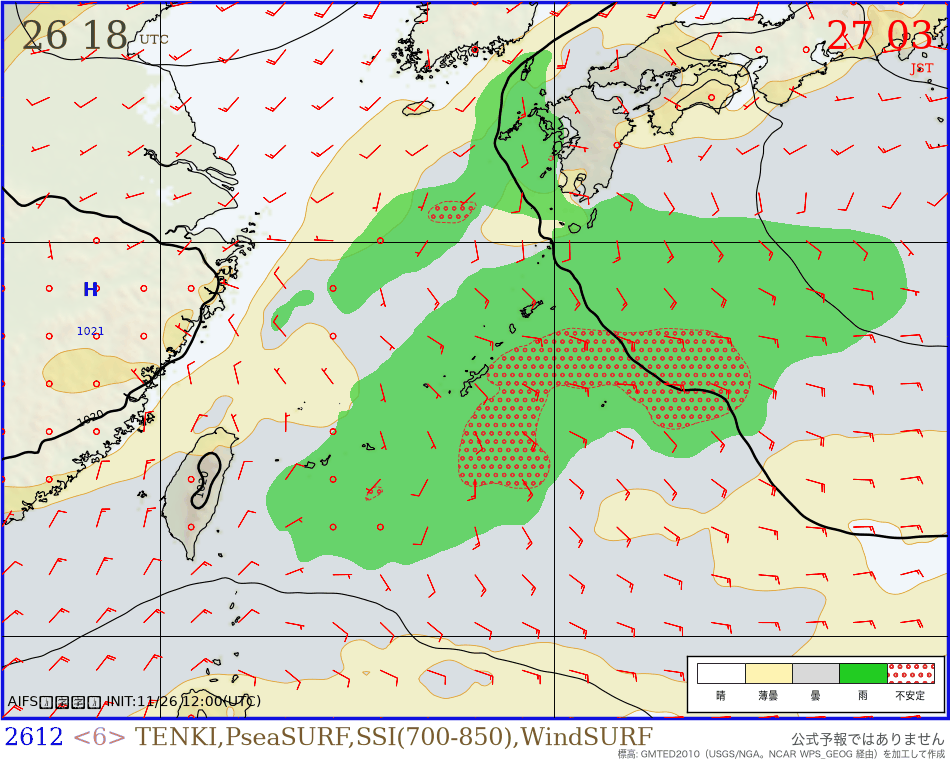 26 18 UTC
27 03
JST
H
1021
1020
1020
AIFS INIT:11/26 12:00(UTC)
晴 薄曇 曇 雨 不安定
2612 <6> TENKI,PseaSURF,SSI(700-850),WindSURF
公式予報ではありません
標高: GMTED2010（USGS/NGA。NCAR WPS_GEOG 経由）を加工して作成